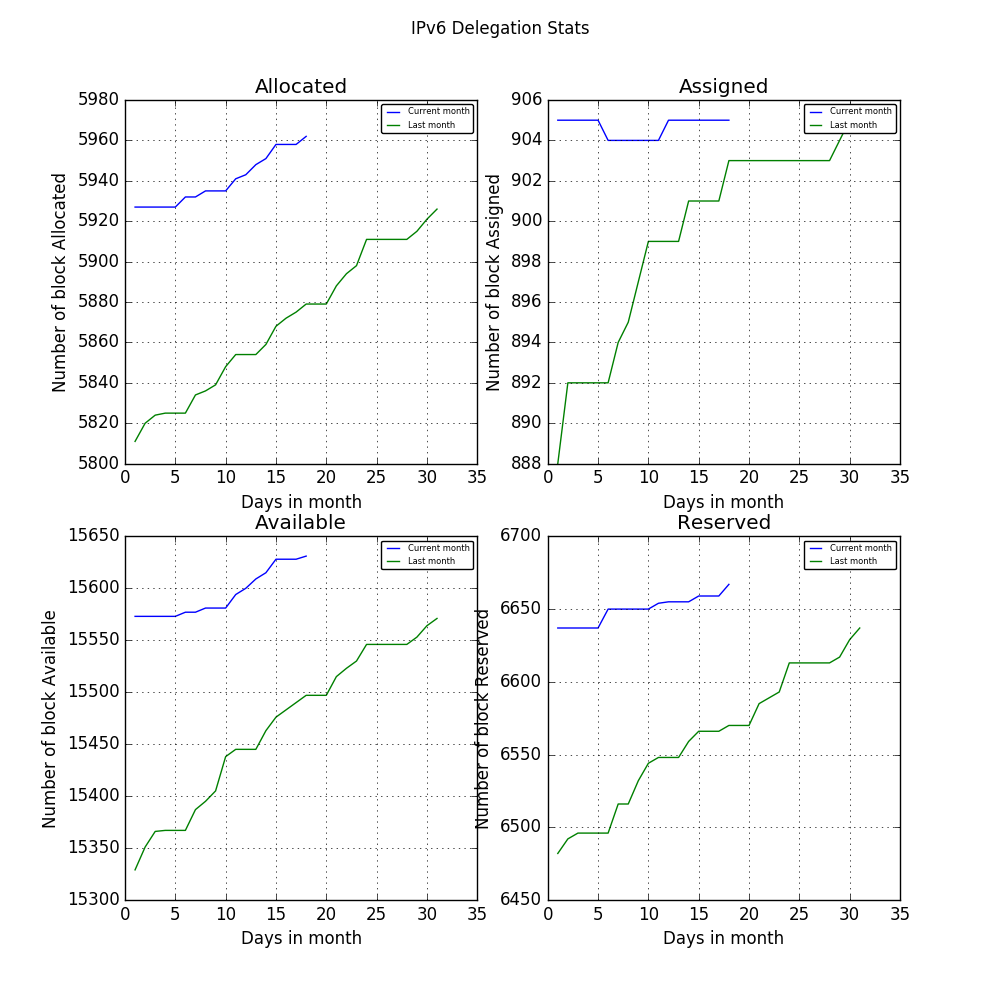 IPv6 Delegation Stats
Allocated
Number of block Allocated
5980
5960
5940
5920
5900
5880
5860
5840
5820
5800
Current month
Last month
0 5 10 15 20 25 30 35
Days in month
Assigned
Number of block Assigned
906
904
902
900
898
896
894
892
890
888
Current month
Last month
0 5 10 15 20 25 30 35
Days in month
Available
Number of block Available
15650
15600
15550
15500
15450
15400
15350
15300
Current month
Last month
0 5 10 15 20 25 30 35
Days in month
Reserved
Number of block Reserved
6700
6650
6600
6550
6500
6450
Current month
Last month
0 5 10 15 20 25 30 35
Days in month